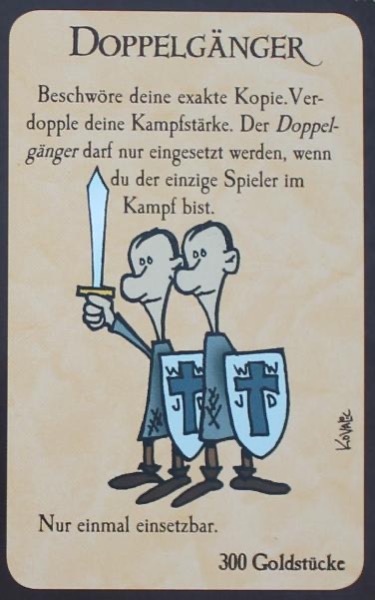 DOPPELGÄNGER
Beschwöre deine exakte Kopie.Ver-
dopple deine Kampfstärke. Der Doppel-
gänger darf nur eingesetzt werden, wenn
du der einzige Spieler im
Kampf bist.
W W
J D
W W
J D
KOVALIC
Nur einmal einsetzbar.
300 Goldstücke